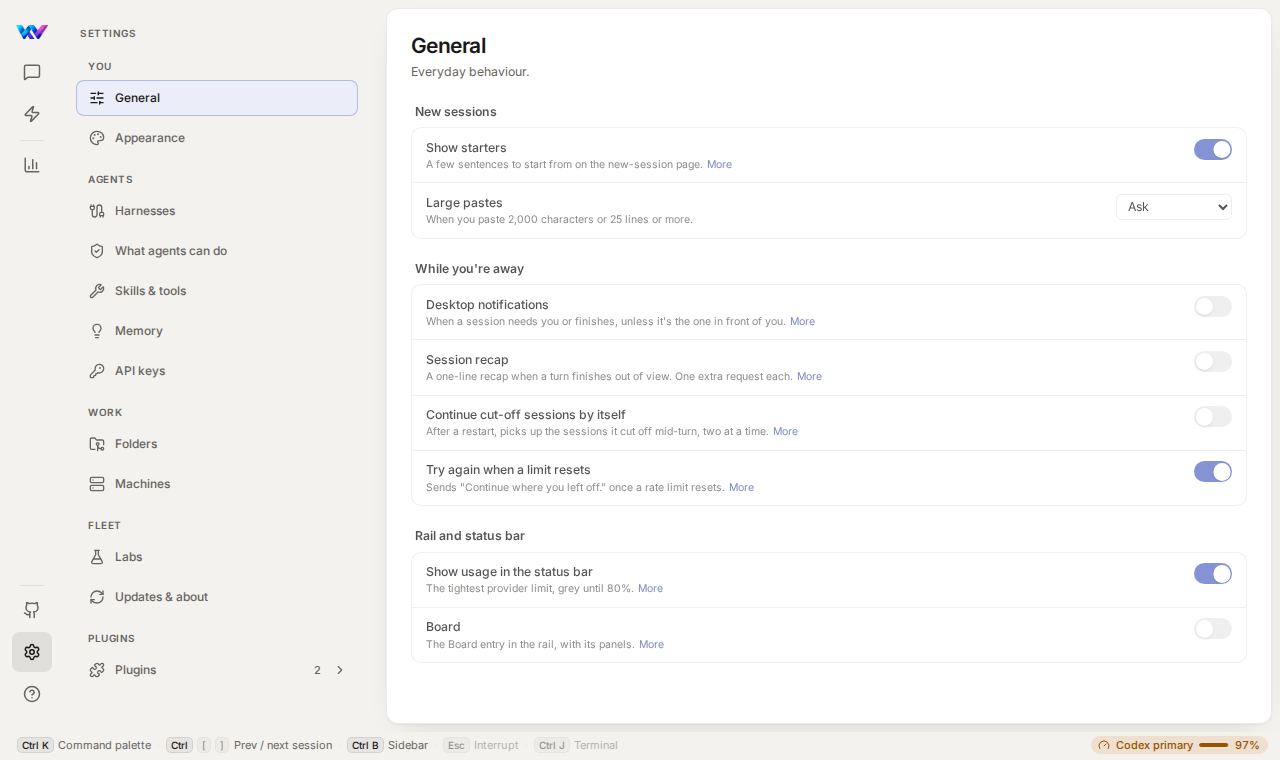 SETTINGS
YOU
General
Appearance
AGENTS
Harnesses
What agents can do
Skills & tools
Memory
API keys
WORK
Folders
Machines
FLEET
Labs
Updates & about
PLUGINS
Plugins 2
General
Everyday behaviour.
New sessions
Show starters
A few sentences to start from on the new-session page. More
Large pastes
When you paste 2,000 characters or 25 lines or more.
Ask
While you're away
Desktop notifications
When a session needs you or finishes, unless it's the one in front of you. More
Session recap
A one-line recap when a turn finishes out of view. One extra request each. More
Continue cut-off sessions by itself
After a restart, picks up the sessions it cut off mid-turn, two at a time. More
Try again when a limit resets
Sends "Continue where you left off." once a rate limit resets. More
Rail and status bar
Show usage in the status bar
The tightest provider limit, grey until 80%. More
Board
The Board entry in the rail, with its panels. More
Ctrl K Command palette Ctrl [ ] Prev / next session Ctrl B Sidebar Esc Interrupt Ctrl J Terminal Codex primary 97%